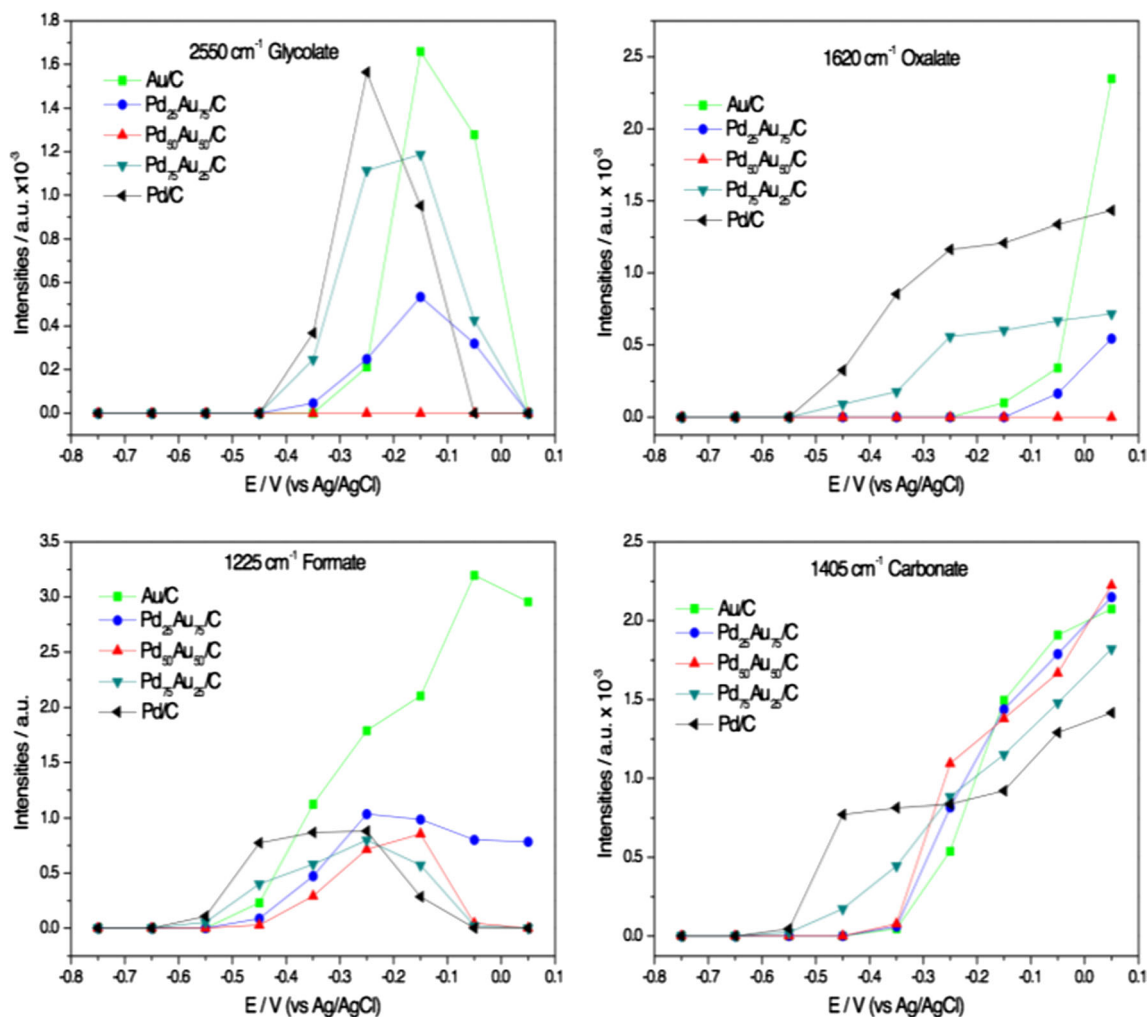 2550 cm⁻¹ Glycolate
Au/C
Pd₂₅Au₇₅/C
Pd₅₀Au₅₀/C
Pd₇₅Au₂₅/C
Pd/C
Intensities / a.u. x10⁻³
1.8
1.6
1.4
1.2
1.0
0.8
0.6
0.4
0.2
0.0
-0.8 -0.7 -0.6 -0.5 -0.4 -0.3 -0.2 -0.1 0.0 0.1
E / V (vs Ag/AgCl)
1620 cm⁻¹ Oxalate
Au/C
Pd₂₅Au₇₅/C
Pd₅₀Au₅₀/C
Pd₇₅Au₂₅/C
Pd/C
Intensities / a.u. x 10⁻³
2.5
2.0
1.5
1.0
0.5
0.0
-0.8 -0.7 -0.6 -0.5 -0.4 -0.3 -0.2 -0.1 0.0 0.1
E / V (vs Ag/AgCl)
1225 cm⁻¹ Formate
Au/C
Pd₂₅Au₇₅/C
Pd₅₀Au₅₀/C
Pd₇₅Au₂₅/C
Pd/C
Intensities / a.u.
3.5
3.0
2.5
2.0
1.5
1.0
0.5
0.0
-0.8 -0.7 -0.6 -0.5 -0.4 -0.3 -0.2 -0.1 0.0 0.1
E / V (vs Ag/AgCl)
1405 cm⁻¹ Carbonate
Au/C
Pd₂₅Au₇₅/C
Pd₅₀Au₅₀/C
Pd₇₅Au₂₅/C
Pd/C
Intensities / a.u. x 10⁻³
2.5
2.0
1.5
1.0
0.5
0.0
-0.8 -0.7 -0.6 -0.5 -0.4 -0.3 -0.2 -0.1 0.0 0.1
E / V (vs Ag/AgCl)